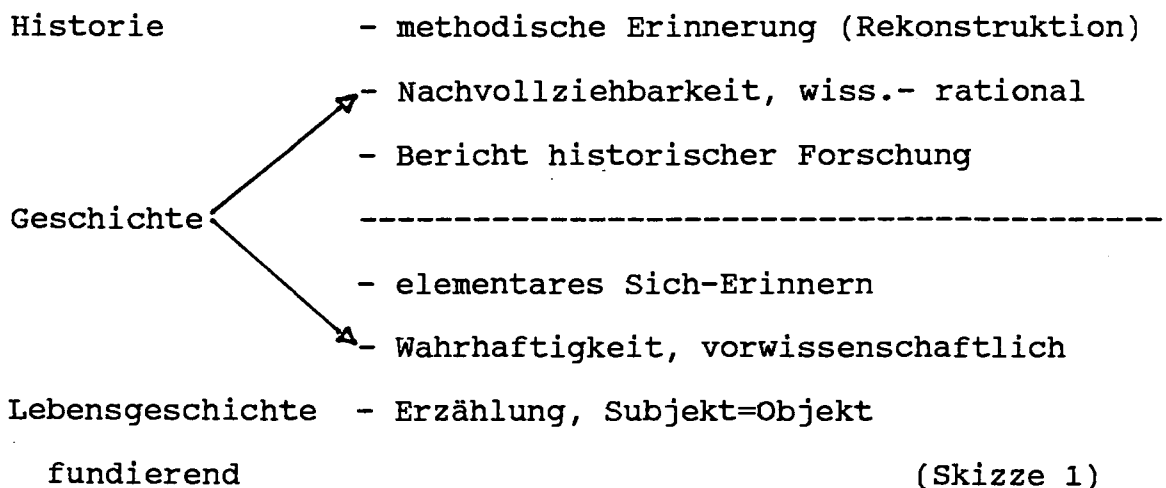 Historie - methodische Erinnerung (Rekonstruktion)
- Nachvollziehbarkeit, wiss.- rational
- Bericht historischer Forschung
Geschichte ------------------------------------------
- elementares Sich-Erinnern
- Wahrhaftigkeit, vorwissenschaftlich
Lebensgeschichte - Erzählung, Subjekt=Objekt
fundierend (Skizze 1)